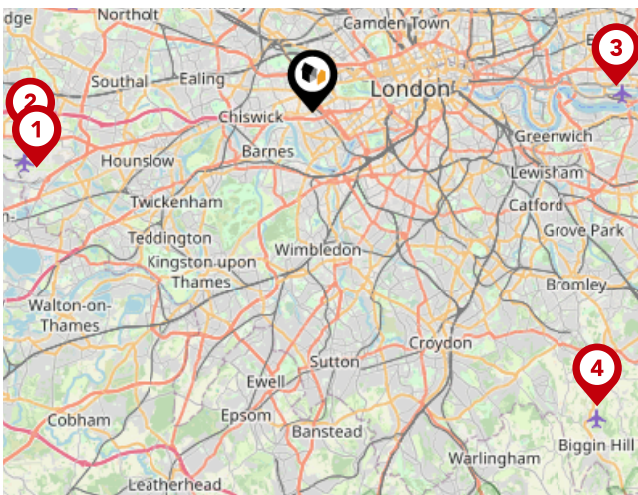 dge
Northolt
Camden Town
E
3
Southall
Ealing
London
2
Chiswick
1
Greenwich
Hounslow
Barnes
Lewisham
Twickenham
Catford
Teddington
Grove Park
Kingston upon
Thames
Wimbledon
n-
Bromley
Walton-on-
Thames
Croydon
Sutton
4
Ewell
Cobham
Epsom
Banstead
Biggin Hill
Warlingham
Leatherhead